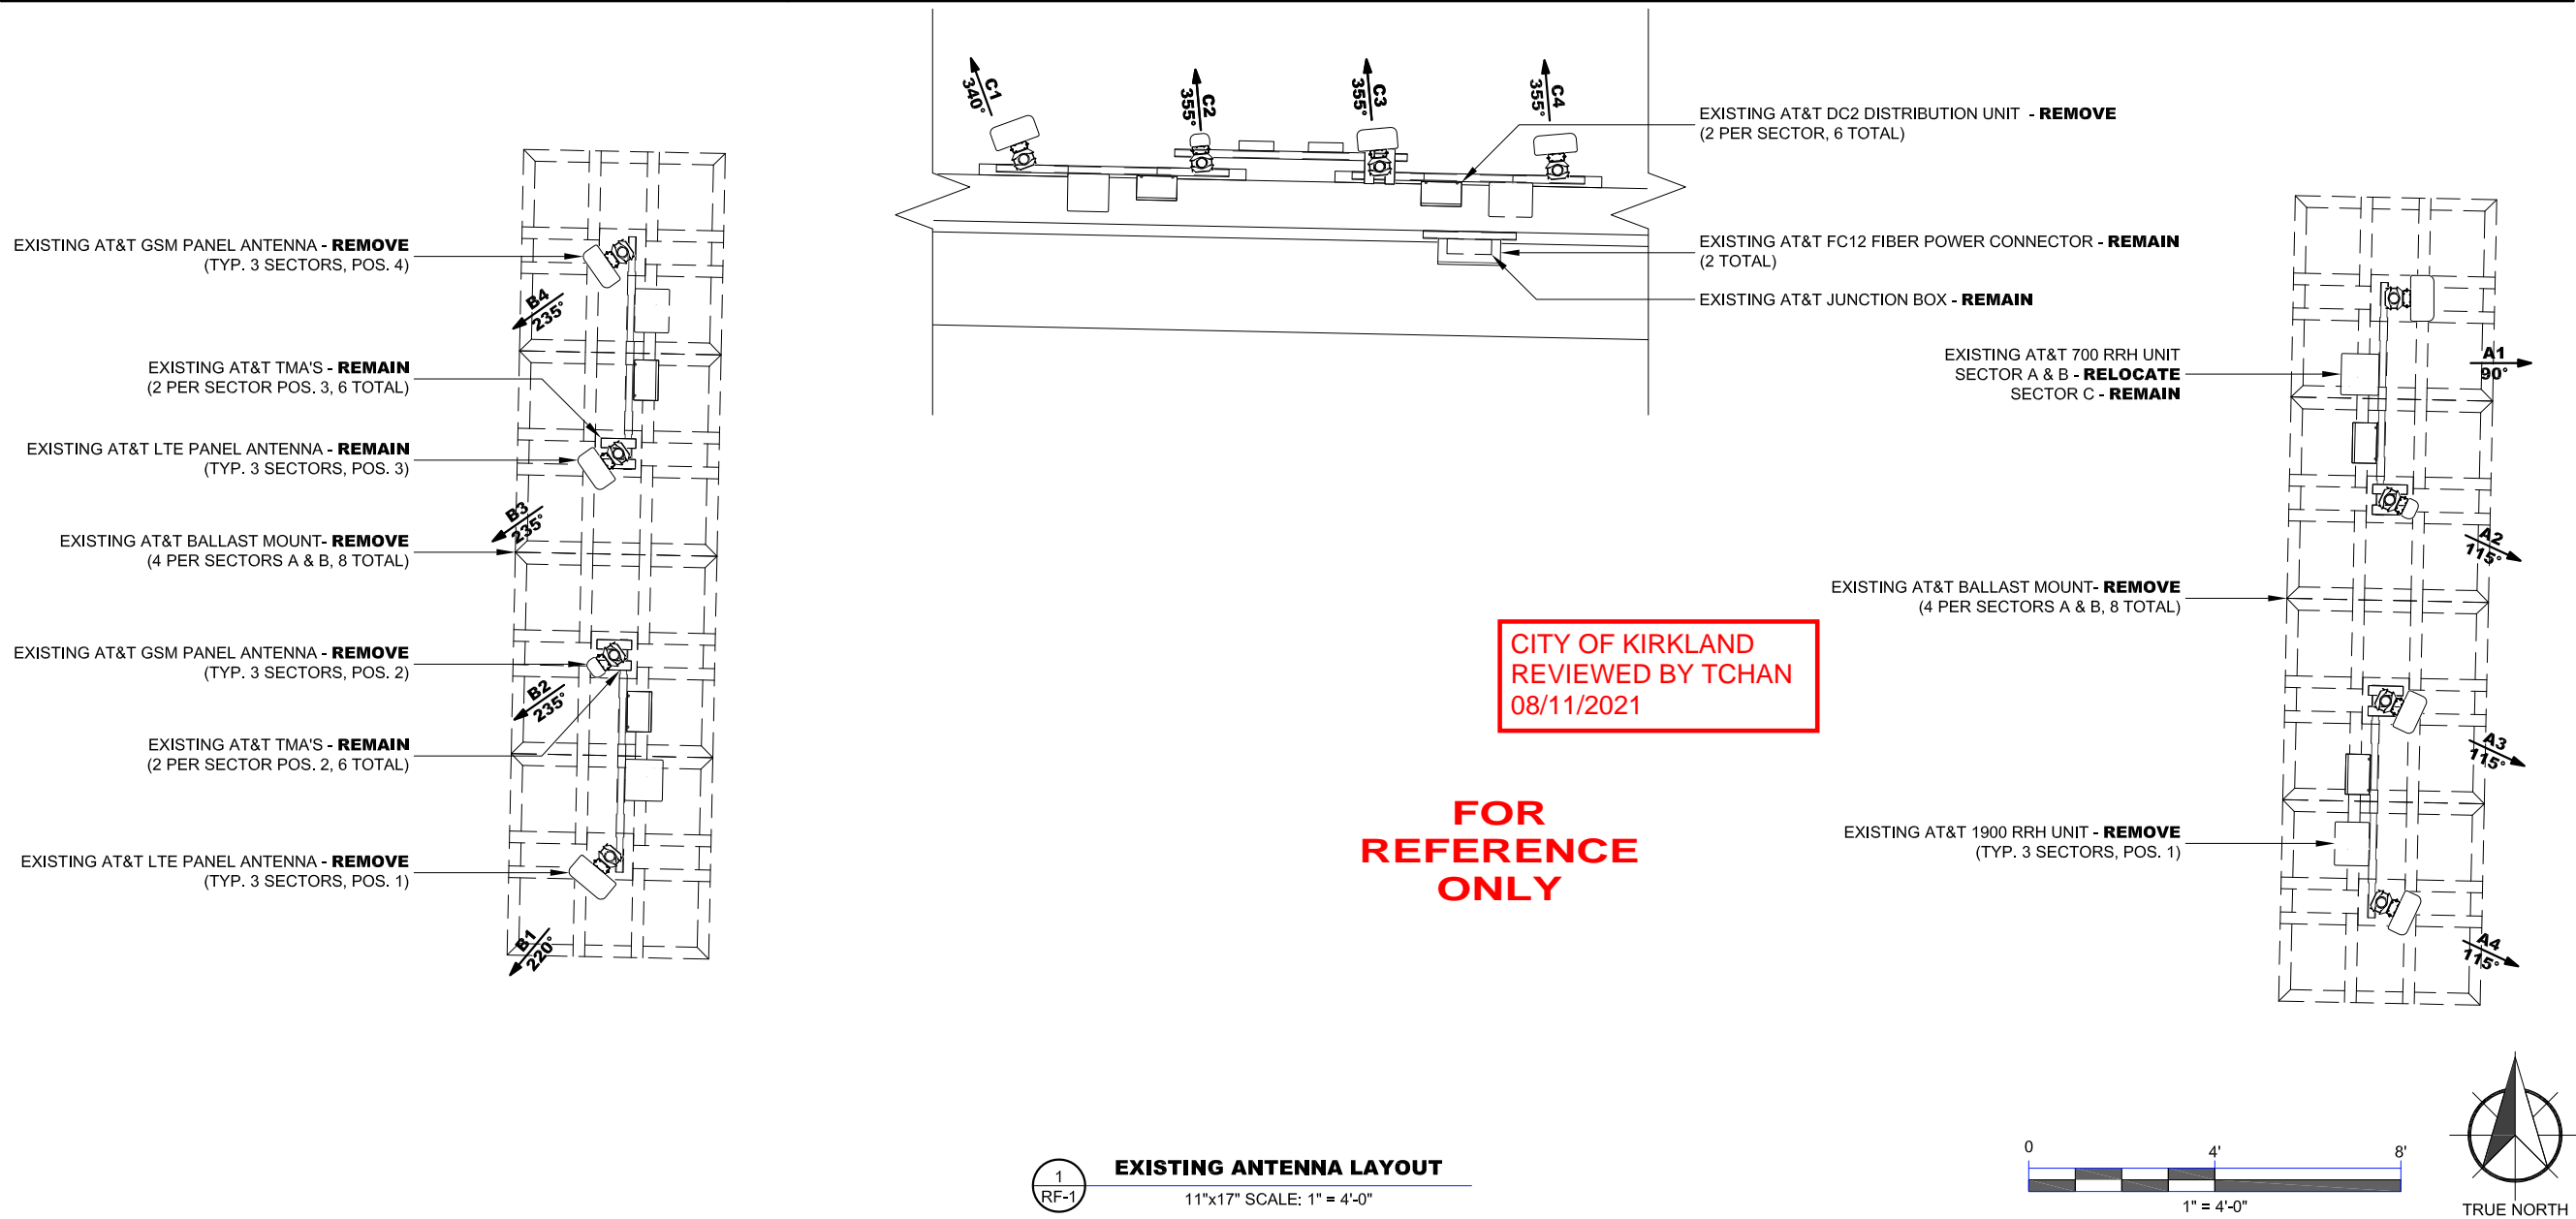 C1
340°
C2
355°
C3
355°
C4
355°
EXISTING AT&T DC2 DISTRIBUTION UNIT - REMOVE
(2 PER SECTOR, 6 TOTAL)
EXISTING AT&T FC12 FIBER POWER CONNECTOR - REMAIN
(2 TOTAL)
EXISTING AT&T JUNCTION BOX - REMAIN
EXISTING AT&T GSM PANEL ANTENNA - REMOVE
(TYP. 3 SECTORS, POS. 4)
B4
235°
EXISTING AT&T TMA'S - REMAIN
(2 PER SECTOR POS. 3, 6 TOTAL)
EXISTING AT&T LTE PANEL ANTENNA - REMAIN
(TYP. 3 SECTORS, POS. 3)
B3
235°
EXISTING AT&T BALLAST MOUNT- REMOVE
(4 PER SECTORS A & B, 8 TOTAL)
EXISTING AT&T GSM PANEL ANTENNA - REMOVE
(TYP. 3 SECTORS, POS. 2)
B2
235°
EXISTING AT&T TMA'S - REMAIN
(2 PER SECTOR POS. 2, 6 TOTAL)
EXISTING AT&T LTE PANEL ANTENNA - REMOVE
(TYP. 3 SECTORS, POS. 1)
B1
220°
EXISTING AT&T 700 RRH UNIT
SECTOR A & B - RELOCATE
SECTOR C - REMAIN
A1
90°
A2
115°
EXISTING AT&T BALLAST MOUNT- REMOVE
(4 PER SECTORS A & B, 8 TOTAL)
A3
115°
EXISTING AT&T 1900 RRH UNIT - REMOVE
(TYP. 3 SECTORS, POS. 1)
A4
115°
CITY OF KIRKLAND
REVIEWED BY TCHAN
08/11/2021
FOR
REFERENCE
ONLY
1
RF-1
EXISTING ANTENNA LAYOUT
11"x17" SCALE: 1" = 4'-0"
0
4'
8'
1" = 4'-0"
TRUE NORTH